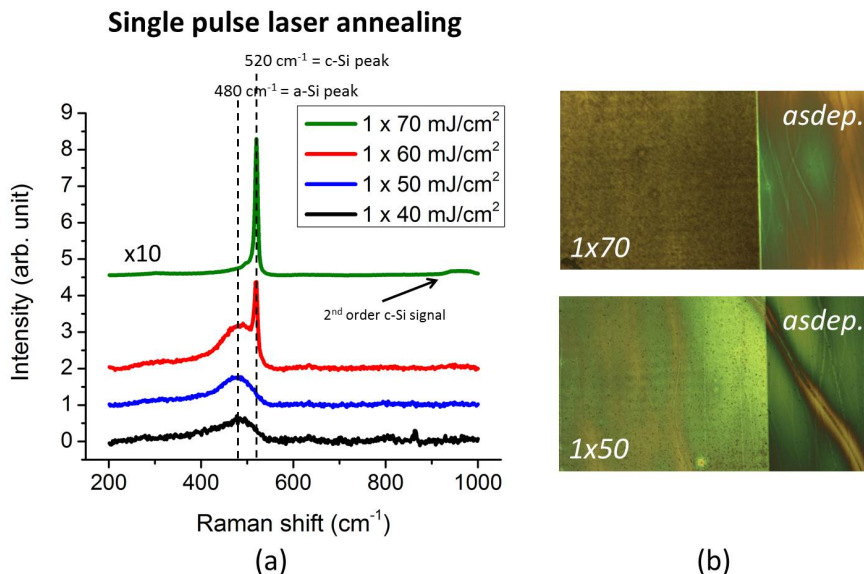 Single pulse laser annealing
520 cm⁻¹ = c-Si peak
480 cm⁻¹ = a-Si peak
9
8
7
6
5
4
3
2
1
0
Intensity (arb. unit)
1 x 70 mJ/cm²
1 x 60 mJ/cm²
1 x 50 mJ/cm²
1 x 40 mJ/cm²
x10
2nd order c-Si signal
200 400 600 800 1000
Raman shift (cm⁻¹)
(a)
asdep.
1x70
asdep.
1x50
(b)